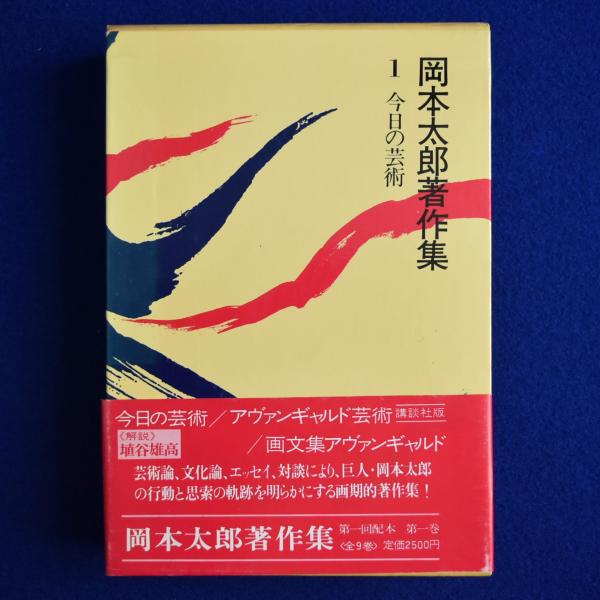 岡本太郎著作集
1 今日の芸術
今日の芸術/アヴァンギャルド芸術 講談社版
〈解説〉
埴谷雄高
/画文集アヴァンギャルド
芸術論、文化論、エッセイ、対談により、巨人・岡本太郎
の行動と思索の軌跡を明らかにする画期的著作集!
岡本太郎著作集 第一回配本 第一巻
〈全9巻〉 定価2500円